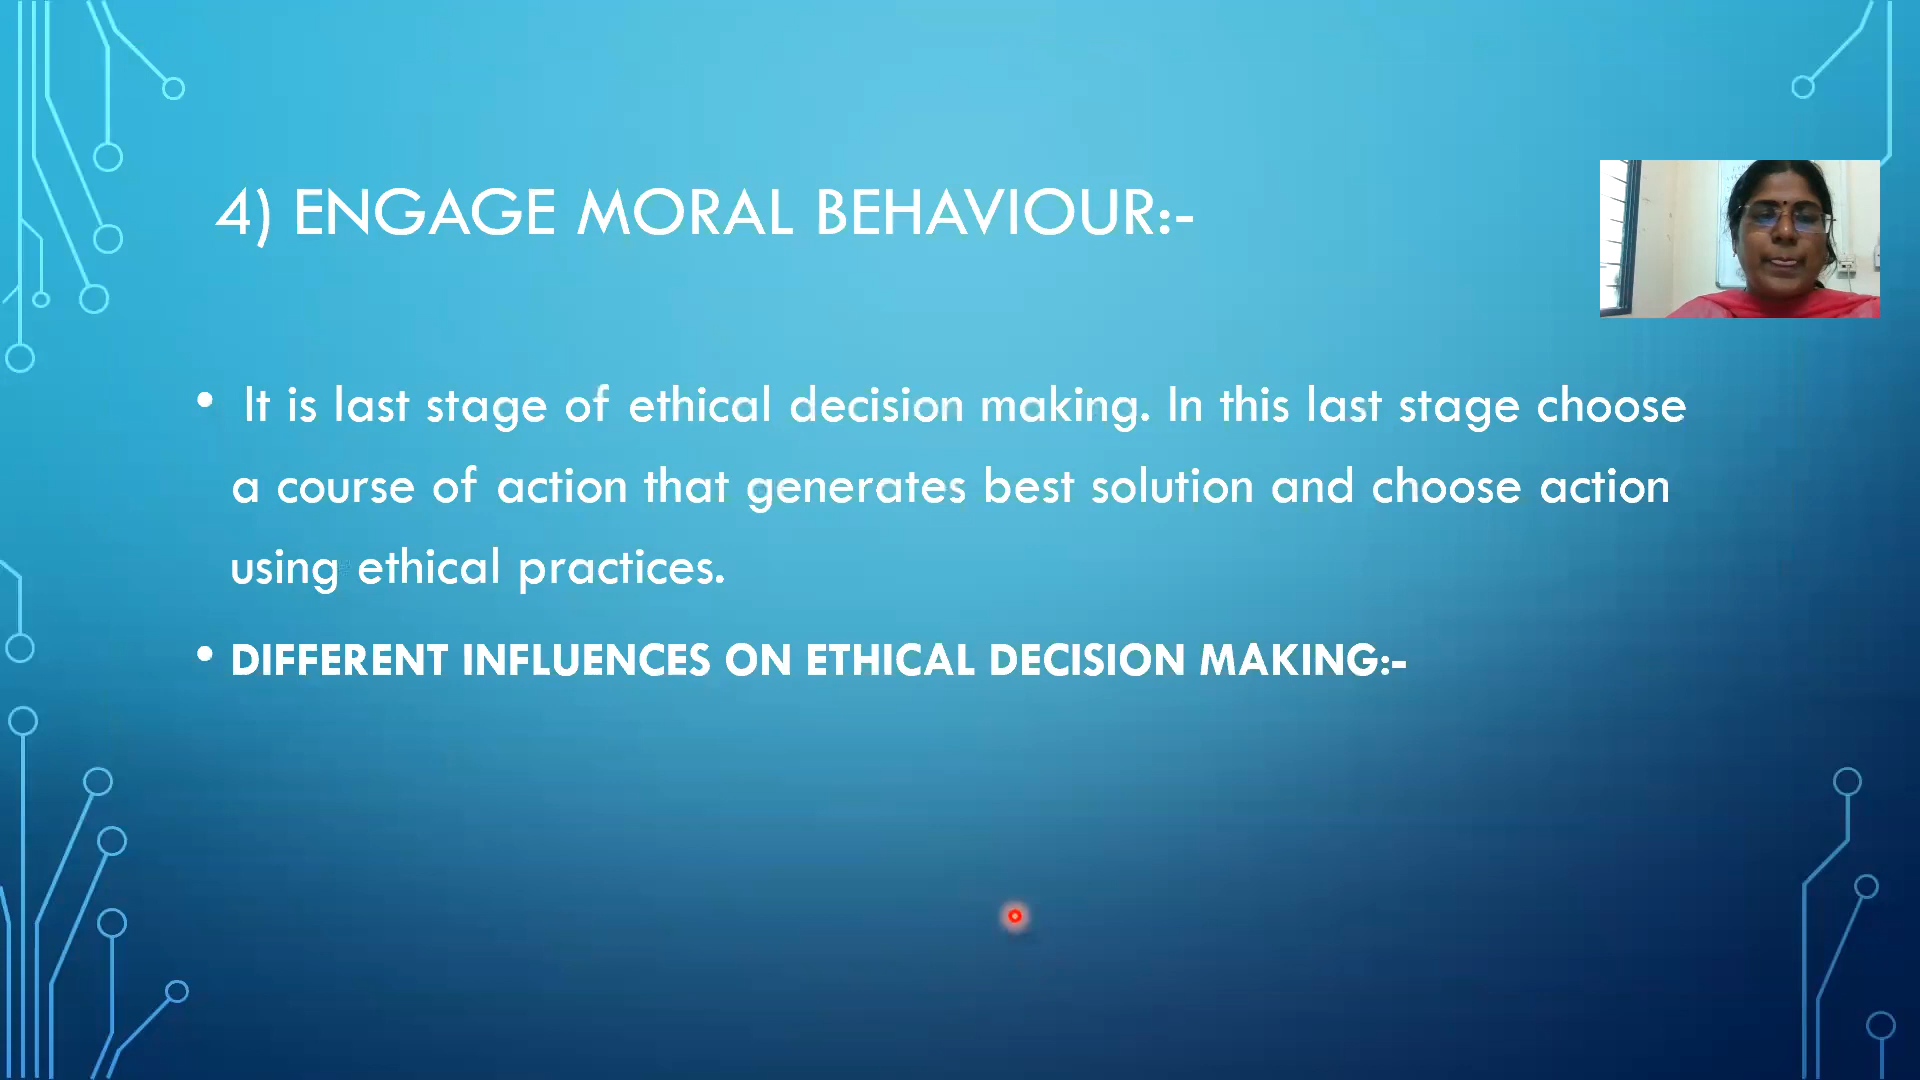 4) ENGAGE MORAL BEHAVIOUR:-
• It is last stage of ethical decision making. In this last stage choose
a course of action that generates best solution and choose action
using ethical practices.
• DIFFERENT INFLUENCES ON ETHICAL DECISION MAKING:-